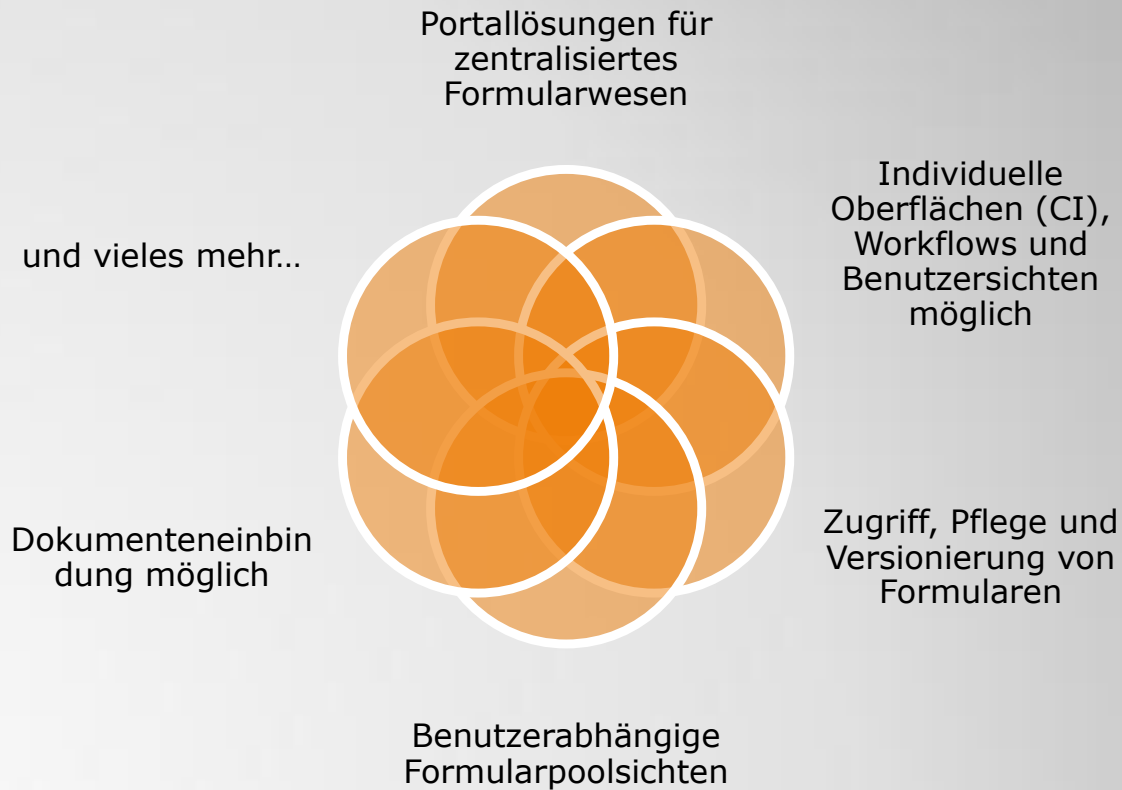 Portallösungen für
zentralisiertes
Formularwesen
Individuelle
Oberflächen (CI),
Workflows und
Benutzersichten
möglich
Zugriff, Pflege und
Versionierung von
Formularen
Benutzerabhängige
Formularpoolsichten
Dokumenteneinbin
dung möglich
und vieles mehr...